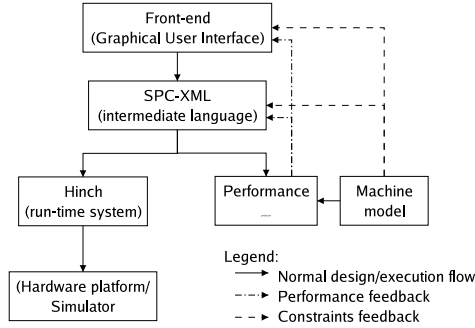 Front-end
(Graphical User Interface)
SPC-XML
(intermediate language)
Hinch
(run-time system)
Performance
...
Machine
model
(Hardware platform/
Simulator
Legend:
Normal design/execution flow
Performance feedback
Constraints feedback